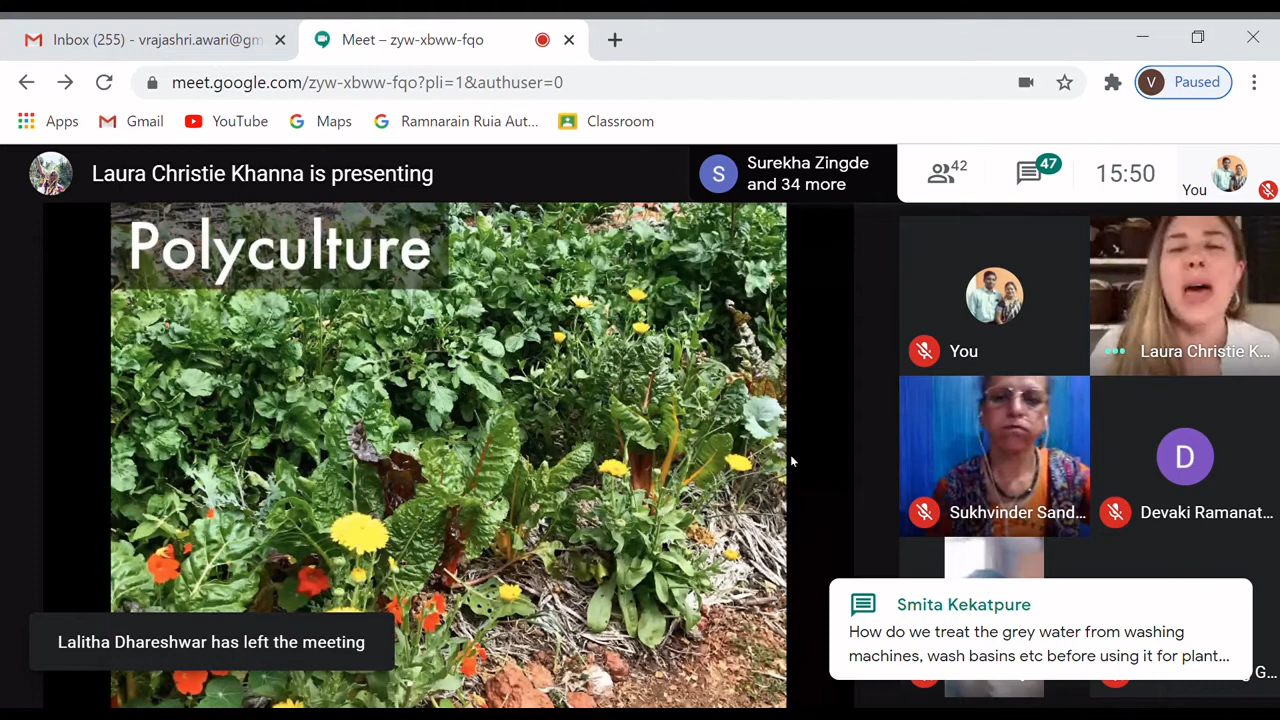 Inbox (255) - vrajashri.awari@gm
Meet – zyw-xbww-fqo
meet.google.com/zyw-xbww-fqo?pli=1&authuser=0
V
Paused
Apps
Gmail
YouTube
Maps
Ramnarain Ruia Aut...
Classroom
Laura Christie Khanna is presenting
S
Surekha Zingde
and 34 more
42
47
15:50
You
Polyculture
You
Laura Christie K...
D
Sukhvinder Sand...
Devaki Ramanat...
Smita Kekatpure
How do we treat the grey water from washing
machines, wash basins etc before using it for plant...
Lalitha Dhareshwar has left the meeting
G...